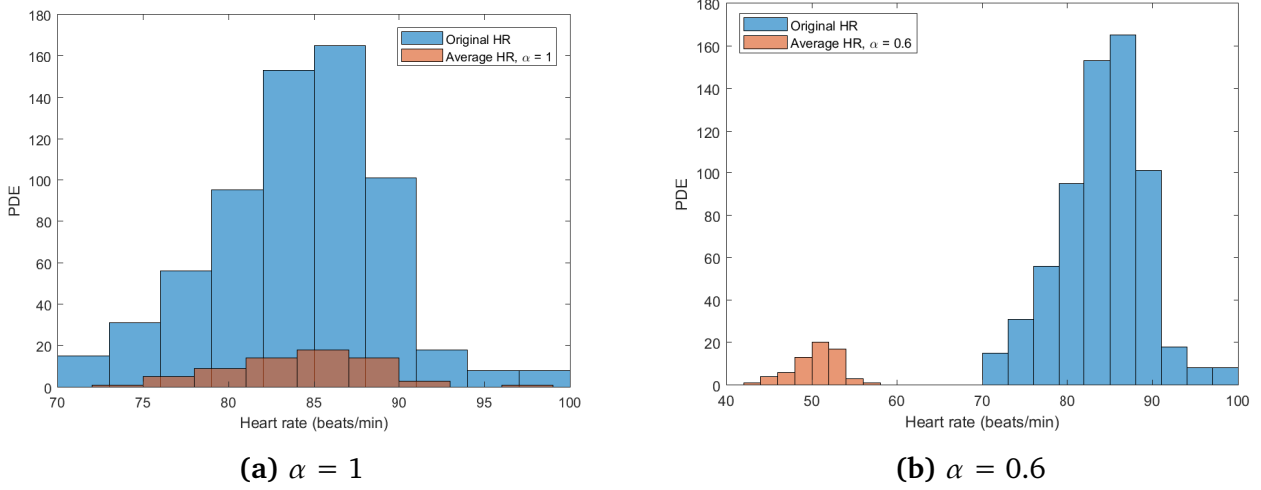 180
160
140
120
100
80
60
40
20
0
PDE
Original HR
Average HR, α = 1
70 75 80 85 90 95 100
Heart rate (beats/min)
(a) α = 1
180
160
140
120
100
80
60
40
20
0
PDE
Original HR
Average HR, α = 0.6
40 50 60 70 80 90 100
Heart rate (beats/min)
(b) α = 0.6